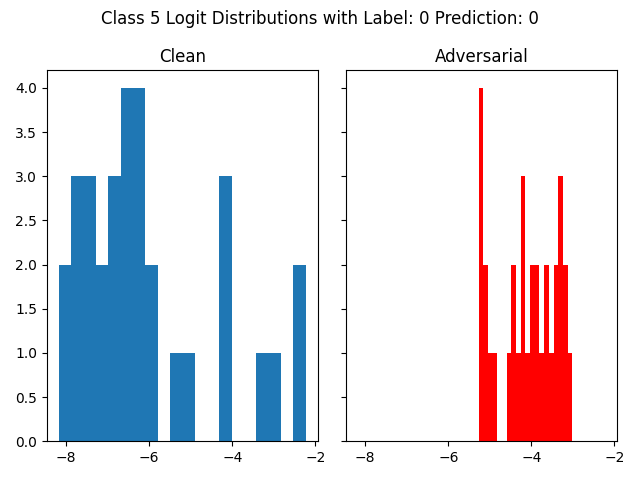 Class 5 Logit Distributions with Label: 0 Prediction: 0
Clean
Adversarial
4.0
3.5
3.0
2.5
2.0
1.5
1.0
0.5
0.0
−8 −6 −4 −2
−8 −6 −4 −2